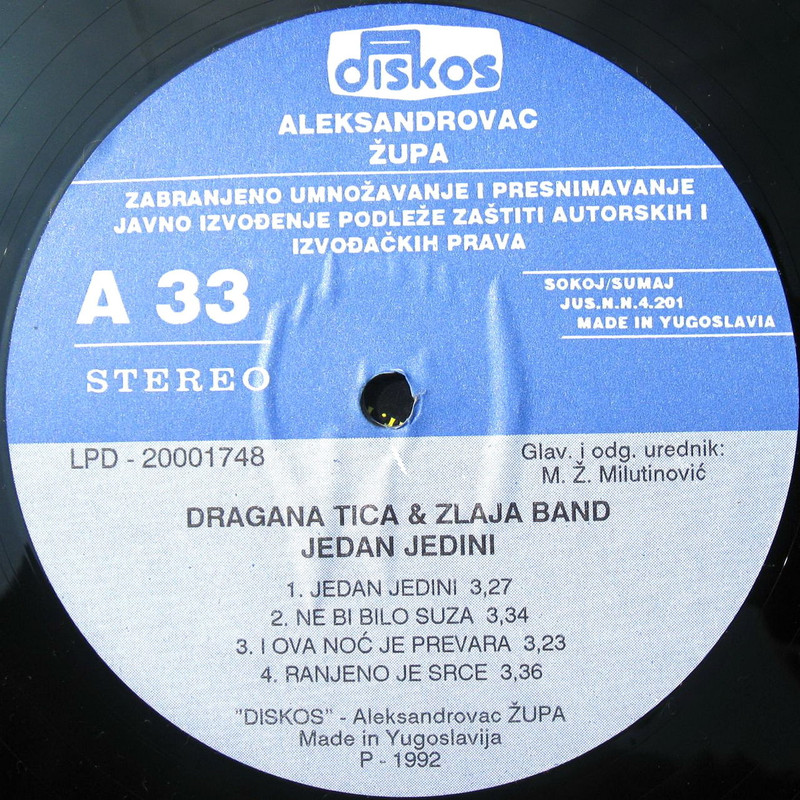 diskos
ALEKSANDROVAC
ŽUPA
ZABRANJENO UMNOŽAVANJE I PRESNIMAVANJE
JAVNO IZVOĐENJE PODLEŽE ZAŠTITI AUTORSKIH I
IZVOĐAČKIH PRAVA
A 33
STEREO
SOKOJ/SUMAJ
JUS.N.N.4.201
MADE IN YUGOSLAVIA
LPD - 20001748
Glav. i odg. urednik:
M. Ž. Milutinović
DRAGANA TICA & ZLAJA BAND
JEDAN JEDINI
1. JEDAN JEDINI 3,27
2. NE BI BILO SUZA 3,34
3. I OVA NOĆ JE PREVARA 3,23
4. RANJENO JE SRCE 3,36
"DISKOS" - Aleksandrovac ŽUPA
Made in Yugoslavija
P - 1992